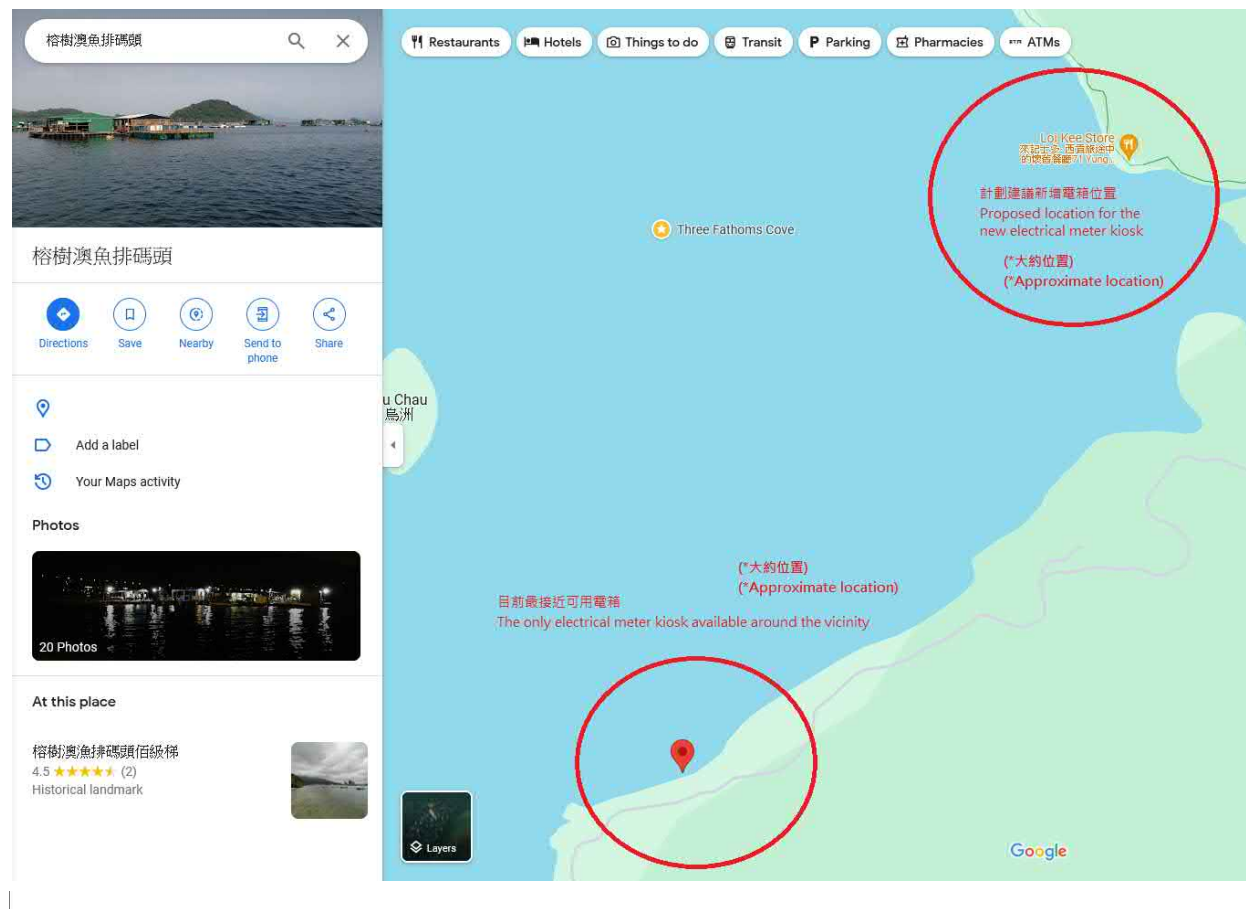 榕樹澳魚排碼頭
榕樹澳魚排碼頭
Directions
Save
Nearby
Send to
phone
Share
Add a label
Your Maps activity
Photos
20 Photos
At this place
榕樹澳漁排碼頭佰級梯
4.5 (2)
Historical landmark
Restaurants
Hotels
Things to do
Transit
P Parking
Pharmacies
ATM ATMs
Loi Kee Store
來記士多 西貢旅途中
計劃建議新增電箱位置
Proposed location for the
new electrical meter kiosk
(*大約位置)
(*Approximate location)
Three Fathoms Cove
u Chau
烏洲
(*大約位置)
(*Approximate location)
目前最接近可用電箱
The only electrical meter kiosk available around the vicinity
Layers
Google